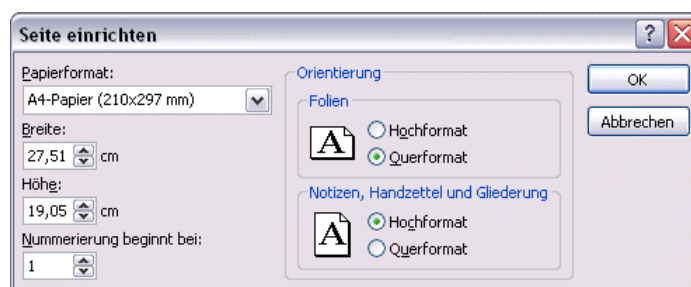 Seite einrichten
Papierformat:
A4-Papier (210x297 mm)
Breite:
27,51 cm
Höhe:
19,05 cm
Nummerierung beginnt bei:
1
Orientierung
Folien
A
Hochformat
Querformat
Notizen, Handzettel und Gliederung
A
Hochformat
Querformat
?
OK
Abbrechen